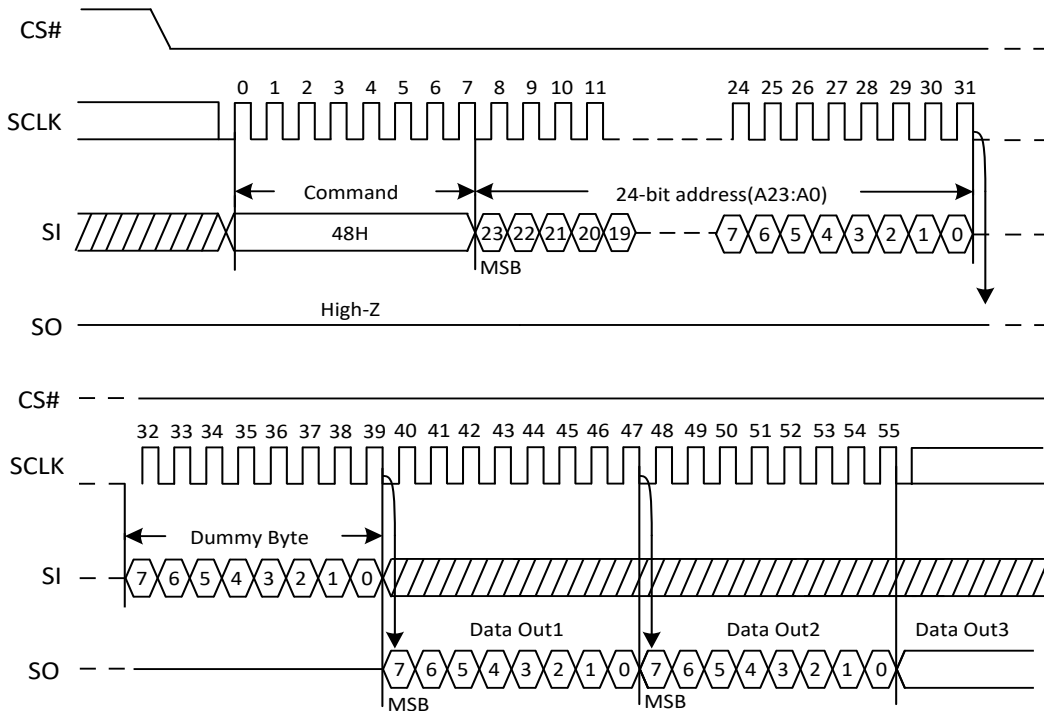 CS#
0 1 2 3 4 5 6 7 8 9 10 11 24 25 26 27 28 29 30 31
SCLK
Command 24-bit address(A23:A0)
SI 48H 23 22 21 20 19 7 6 5 4 3 2 1 0
MSB
High-Z
SO
CS#
32 33 34 35 36 37 38 39 40 41 42 43 44 45 46 47 48 49 50 51 52 53 54 55
SCLK
Dummy Byte
SI 7 6 5 4 3 2 1 0
Data Out1 Data Out2 Data Out3
SO 7 6 5 4 3 2 1 0 7 6 5 4 3 2 1 0
MSB MSB